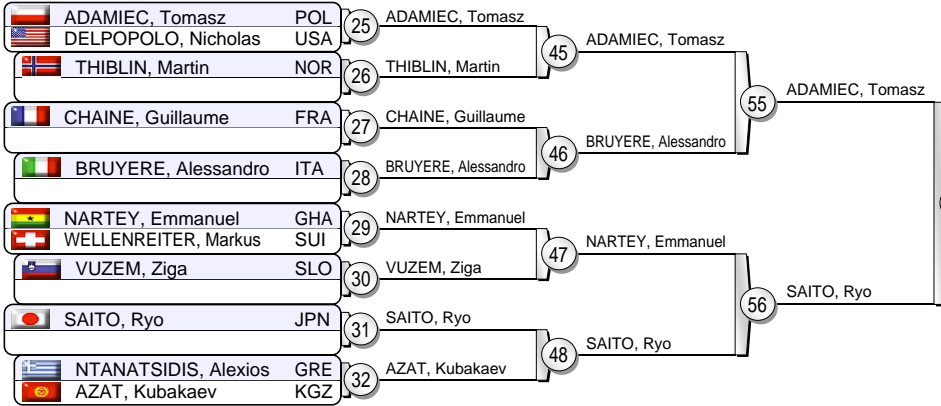 ADAMIEC, Tomasz POL
DELPOPOLO, Nicholas USA
25
ADAMIEC, Tomasz
THIBLIN, Martin NOR
26
THIBLIN, Martin
45
ADAMIEC, Tomasz
CHAINE, Guillaume FRA
27
CHAINE, Guillaume
BRUYERE, Alessandro ITA
28
BRUYERE, Alessandro
46
BRUYERE, Alessandro
55
ADAMIEC, Tomasz
NARTEY, Emmanuel GHA
WELLENREITER, Markus SUI
29
NARTEY, Emmanuel
VUZEM, Ziga SLO
30
VUZEM, Ziga
47
NARTEY, Emmanuel
SAITO, Ryo JPN
31
SAITO, Ryo
NTANATSIDIS, Alexios GRE
AZAT, Kubakaev KGZ
32
AZAT, Kubakaev
48
SAITO, Ryo
56
SAITO, Ryo